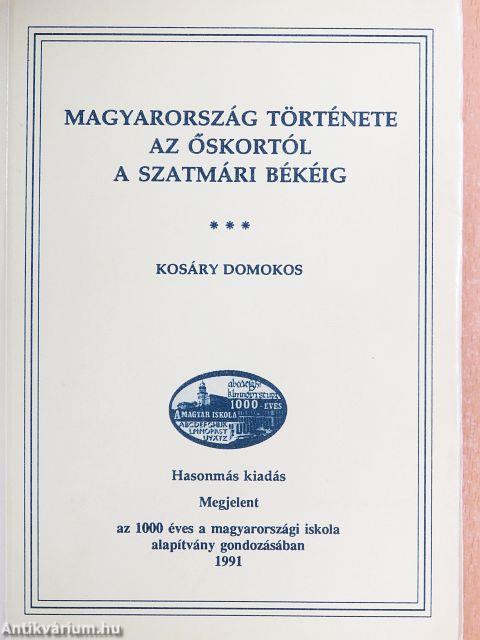 MAGYARORSZÁG TÖRTÉNETE
AZ ŐSKORTÓL
A SZATMÁRI BÉKÉIG
* * *
KOSÁRY DOMOKOS
1000-ÉVES
A MAGYAR ISKOLA
Hasonmás kiadás
Megjelent
az 1000 éves a magyarországi iskola
alapítvány gondozásában
1991
Antikvárium.hu